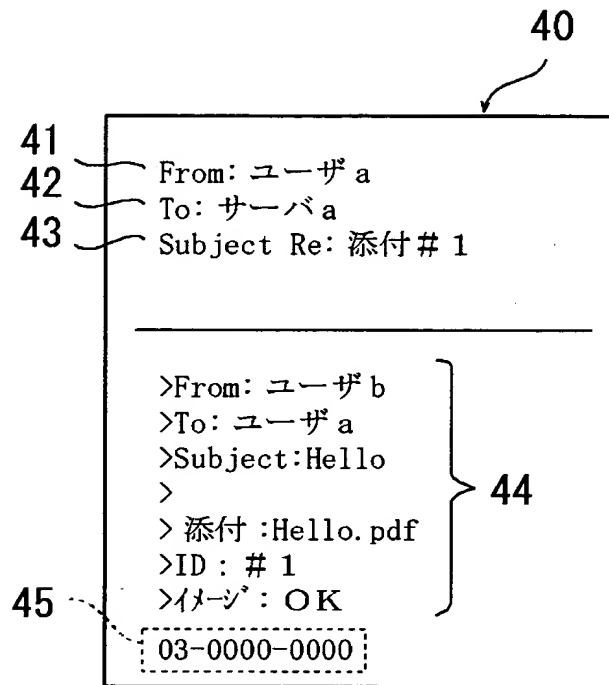 40
41
From: ユーザa
42
To: サーバa
43
Subject Re: 添付＃1
>From: ユーザb
>To: ユーザa
>Subject:Hello
>
> 添付:Hello.pdf
>ID: ＃1
>ｲﾒｰｼﾞ: OK
44
45
03-0000-0000